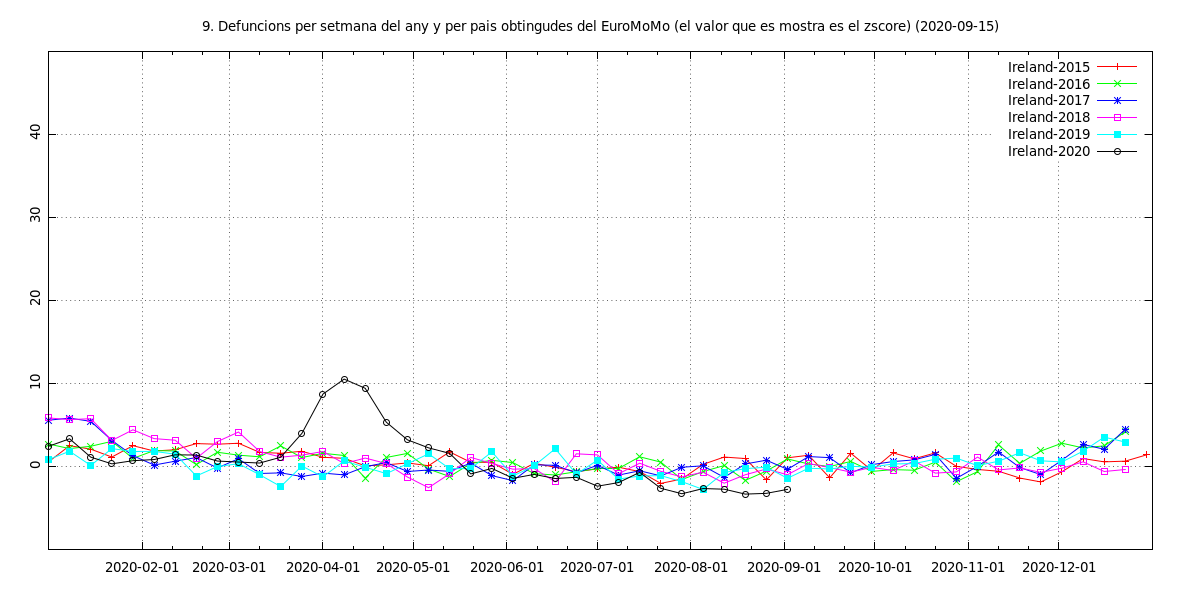 9. Defuncions per setmana del any y per pais obtingudes del EuroMoMo (el valor que es mostra es el zscore) (2020-09-15)
Ireland-2015
Ireland-2016
Ireland-2017
Ireland-2018
Ireland-2019
Ireland-2020
40
30
20
10
0
2020-02-01 2020-03-01 2020-04-01 2020-05-01 2020-06-01 2020-07-01 2020-08-01 2020-09-01 2020-10-01 2020-11-01 2020-12-01